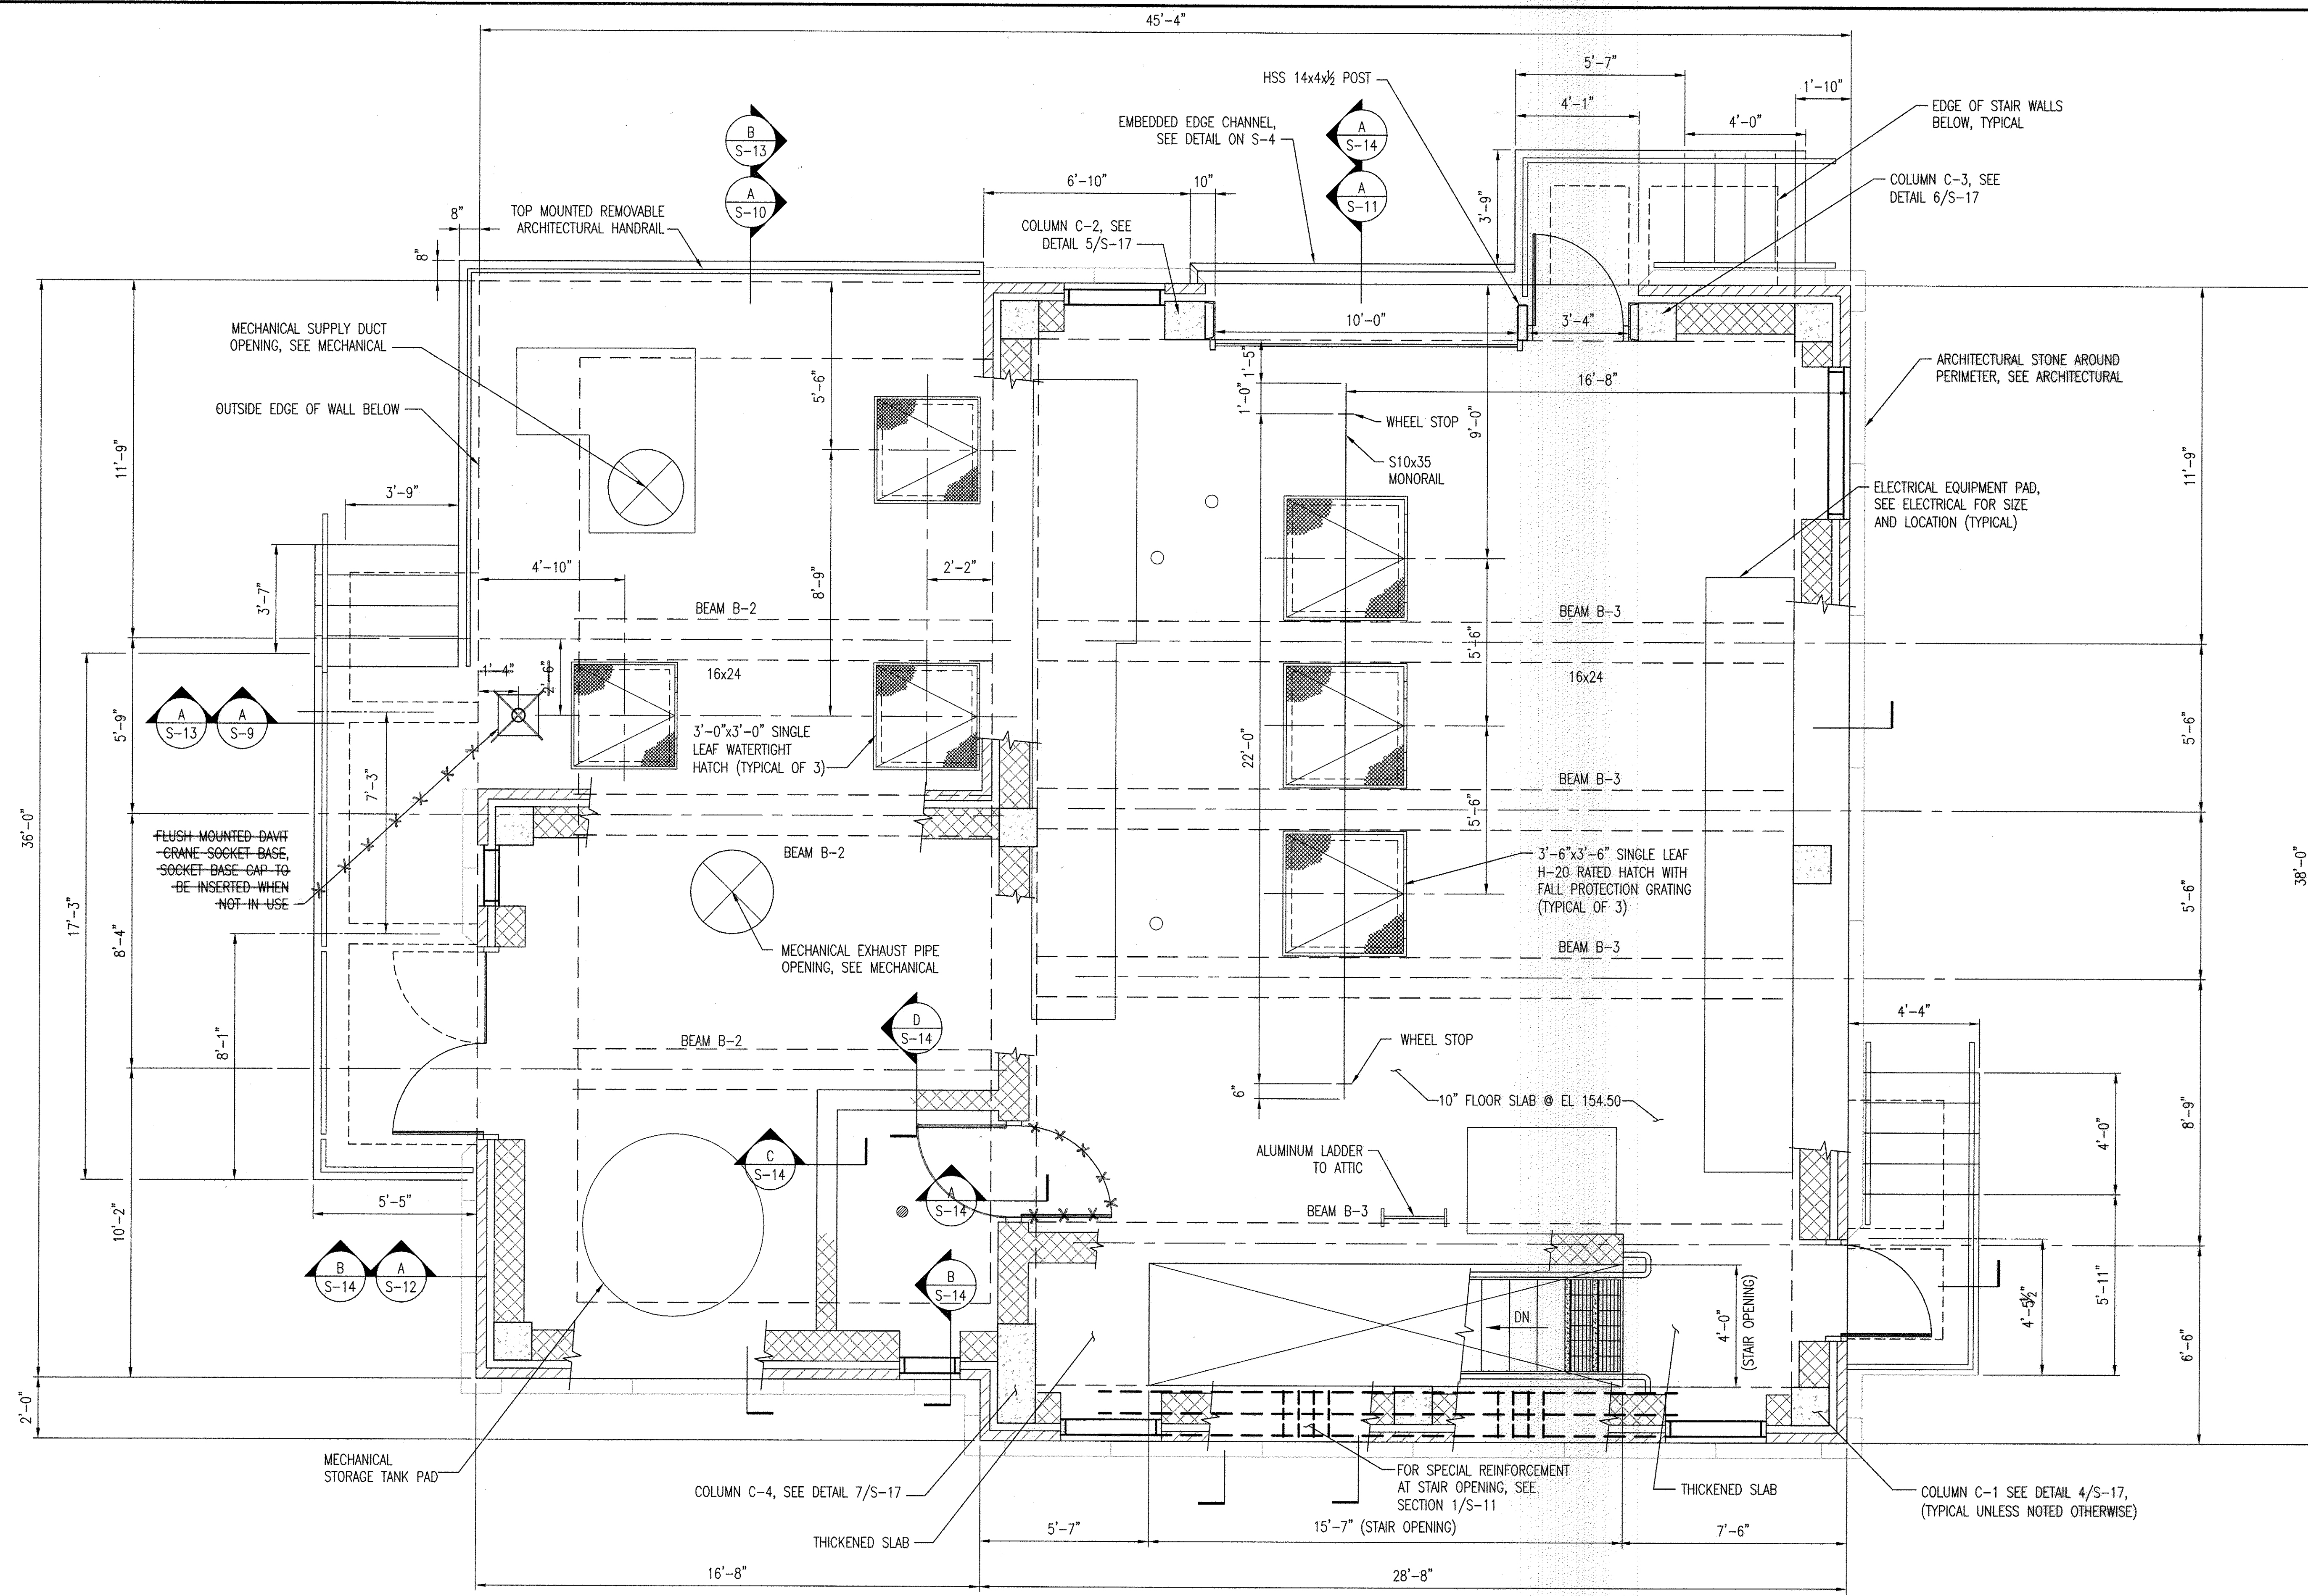 45'-4"
5'-7"
HSS 14x4x½ POST
1'-10"
4'-1"
4'-0"
EDGE OF STAIR WALLS
BELOW, TYPICAL
EMBEDDED EDGE CHANNEL,
SEE DETAIL ON S-4
B
S-13
A
S-14
A
S-10
A
S-11
6'-10"
10"
3'-9"
COLUMN C-3, SEE
DETAIL 6/S-17
8"
TOP MOUNTED REMOVABLE
ARCHITECTURAL HANDRAIL
8"
COLUMN C-2, SEE
DETAIL 5/S-17
MECHANICAL SUPPLY DUCT
OPENING, SEE MECHANICAL
10'-0"
3'-4"
1'-5"
1'-0"
16'-8"
ARCHITECTURAL STONE AROUND
PERIMETER, SEE ARCHITECTURAL
OUTSIDE EDGE OF WALL BELOW
5'-6"
WHEEL STOP
9'-0"
11'-9"
S10x35
MONORAIL
11'-9"
3'-9"
ELECTRICAL EQUIPMENT PAD,
SEE ELECTRICAL FOR SIZE
AND LOCATION (TYPICAL)
4'-10"
8'-9"
2'-2"
3'-7"
BEAM B-2
BEAM B-3
5'-6"
1'-4"
2'-6"
16x24
16x24
A
S-13
A
S-9
5'-9"
3'-0"x3'-0" SINGLE
LEAF WATERTIGHT
HATCH (TYPICAL OF 3)
22'-0"
5'-6"
7'-3"
BEAM B-3
5'-6"
36'-0"
FLUSH MOUNTED DAVIT
CRANE SOCKET BASE,
SOCKET BASE CAP TO
BE INSERTED WHEN
NOT IN USE
BEAM B-2
3'-6"x3'-6" SINGLE LEAF
H-20 RATED HATCH WITH
FALL PROTECTION GRATING
(TYPICAL OF 3)
5'-6"
38'-0"
17'-3"
8'-4"
MECHANICAL EXHAUST PIPE
OPENING, SEE MECHANICAL
BEAM B-3
8'-1"
D
S-14
4'-4"
BEAM B-2
WHEEL STOP
6"
10" FLOOR SLAB @ EL 154.50
8'-9"
4'-0"
C
S-14
ALUMINUM LADDER
TO ATTIC
5'-5"
10'-2"
A
S-14
BEAM B-3
B
S-14
A
S-12
B
S-14
DN
4'-0"
(STAIR OPENING)
4'-5½"
5'-11"
6'-6"
2'-0"
MECHANICAL
STORAGE TANK PAD
COLUMN C-4, SEE DETAIL 7/S-17
FOR SPECIAL REINFORCEMENT
AT STAIR OPENING, SEE
SECTION 1/S-11
THICKENED SLAB
COLUMN C-1 SEE DETAIL 4/S-17,
(TYPICAL UNLESS NOTED OTHERWISE)
THICKENED SLAB
5'-7"
15'-7" (STAIR OPENING)
7'-6"
16'-8"
28'-8"